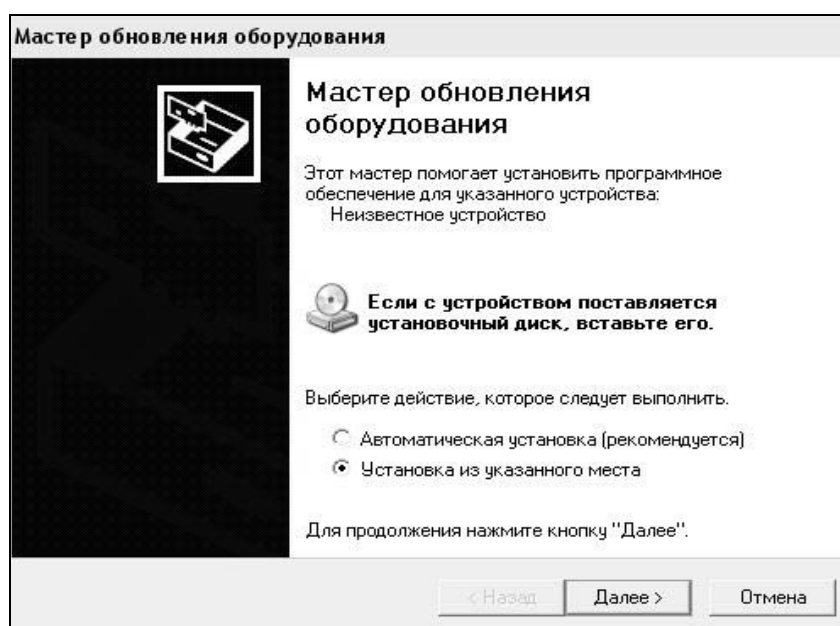 Мастер обновления оборудования
Мастер обновления
оборудования
Этот мастер помогает установить программное
обеспечение для указанного устройства:
Неизвестное устройство
Если с устройством поставляется
установочный диск, вставьте его.
Выберите действие, которое следует выполнить.
Автоматическая установка (рекомендуется)
Установка из указанного места
Для продолжения нажмите кнопку "Далее".
< Назад Далее > Отмена